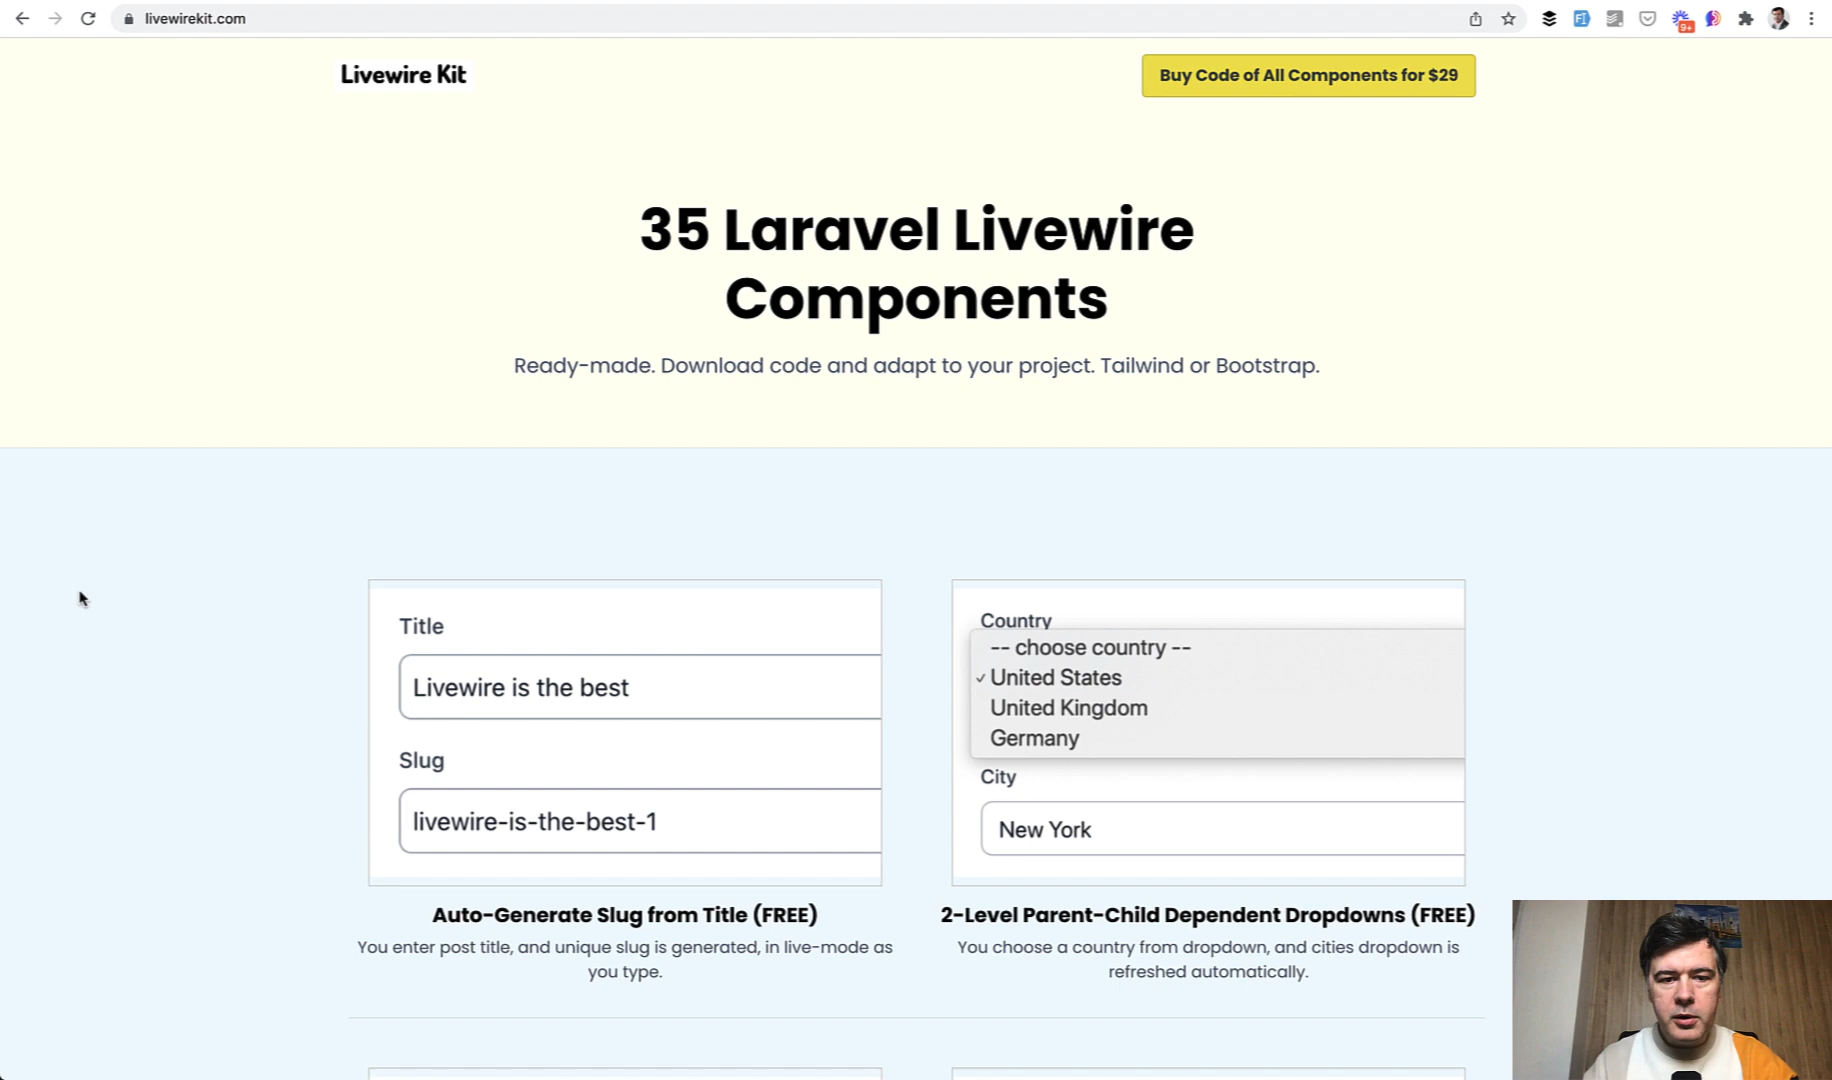 livewirekit.com
9+
Livewire Kit
Buy Code of All Components for $29
35 Laravel Livewire
Components
Ready-made. Download code and adapt to your project. Tailwind or Bootstrap.
Title
Livewire is the best
Slug
livewire-is-the-best-1
Auto-Generate Slug from Title (FREE)
You enter post title, and unique slug is generated, in live-mode as
you type.
Country
-- choose country --
✓ United States
United Kingdom
Germany
City
New York
2-Level Parent-Child Dependent Dropdowns (FREE)
You choose a country from dropdown, and cities dropdown is
refreshed automatically.